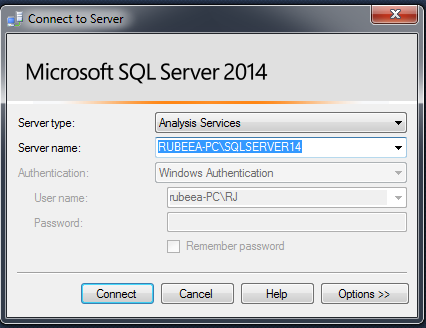 Connect to Server
Microsoft SQL Server 2014
Server type: Analysis Services
Server name: RUBEEA-PC\SQLSERVER14
Authentication: Windows Authentication
User name: rubeea-PC\RJ
Password:
Remember password
Connect Cancel Help Options >>